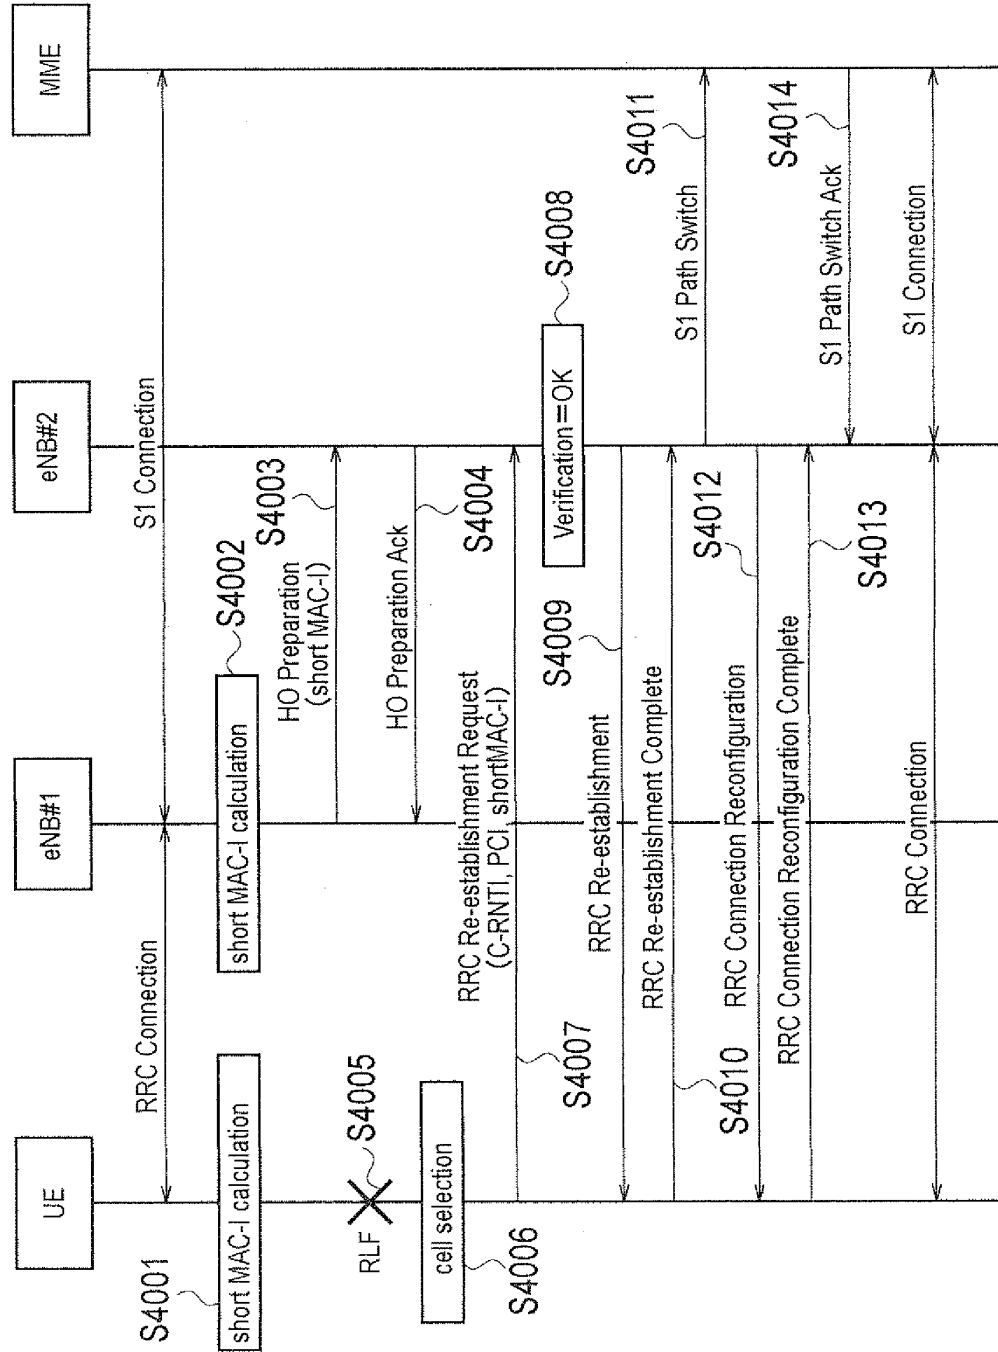 UE
eNB#1
eNB#2
MME
RRC Connection
S1 Connection
S4001
short MAC-I calculation
short MAC-I calculation
S4002
HO Preparation
(short MAC-I)
S4003
RLF
S4005
HO Preparation Ack
S4004
cell selection
S4006
RRC Re-establishment Request
(C-RNTI, PCI, shortMAC-I)
S4007
Verification=OK
S4008
RRC Re-establishment
S4009
RRC Re-establishment Complete
S4010
S1 Path Switch
S4011
RRC Connection Reconfiguration
S4012
RRC Connection Reconfiguration Complete
S4013
S1 Path Switch Ack
S4014
RRC Connection
S1 Connection